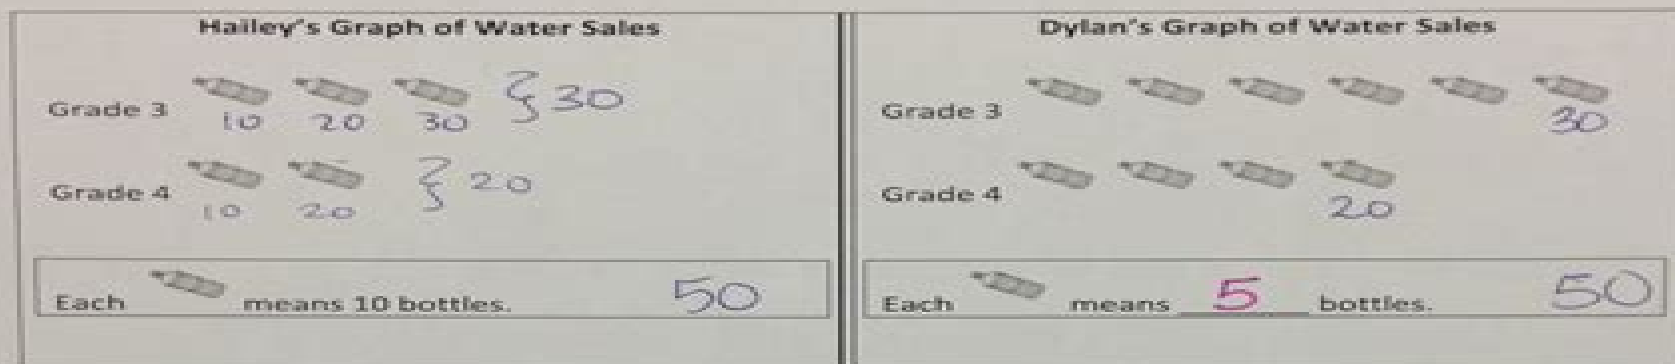 Hailey's Graph of Water Sales
Grade 3
10 20 30 } 30
Grade 4
10 20 } 20
Each means 10 bottles. 50
Dylan's Graph of Water Sales
Grade 3
30
Grade 4
20
Each means 5 bottles. 50